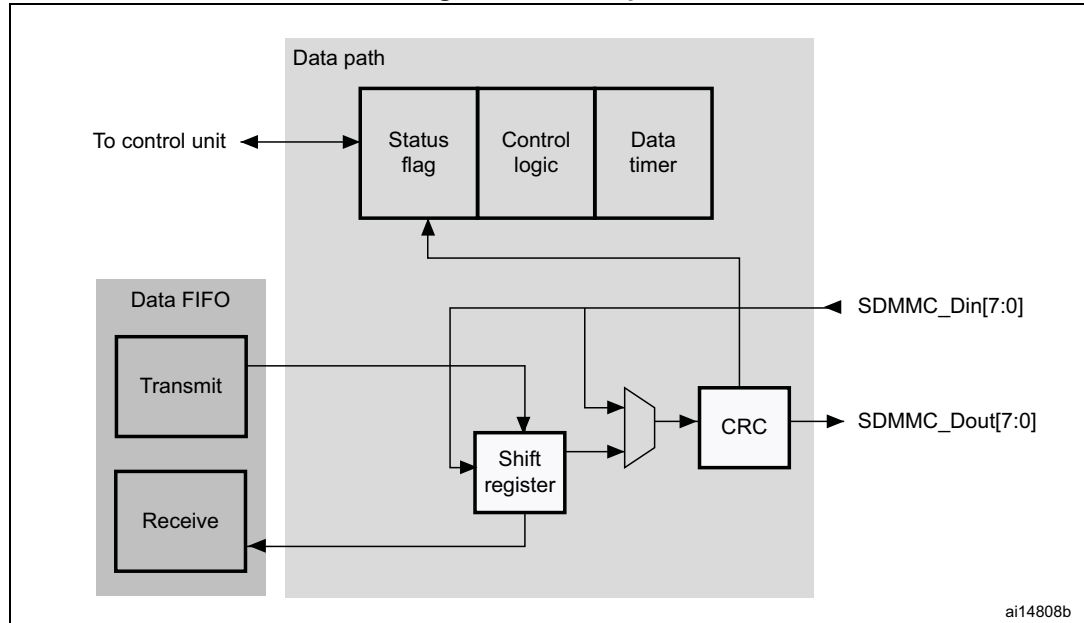 Data path
To control unit
Status
flag
Control
logic
Data
timer
Data FIFO
SDMMC_Din[7:0]
Transmit
CRC
SDMMC_Dout[7:0]
Shift
register
Receive
ai14808b